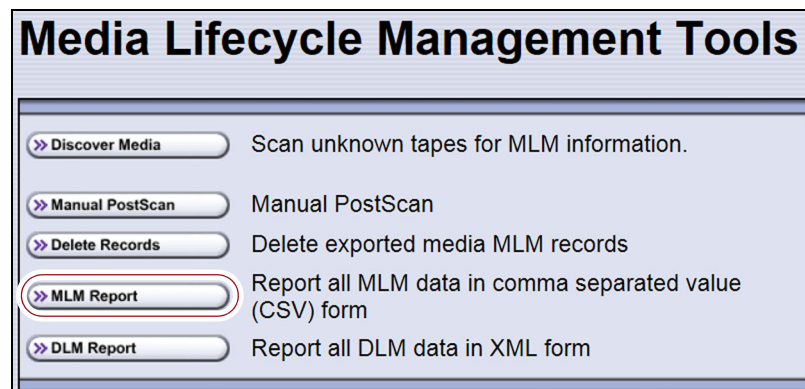 Media Lifecycle Management Tools
Discover Media Scan unknown tapes for MLM information.
Manual PostScan Manual PostScan
Delete Records Delete exported media MLM records
MLM Report Report all MLM data in comma separated value
(CSV) form
DLM Report Report all DLM data in XML form